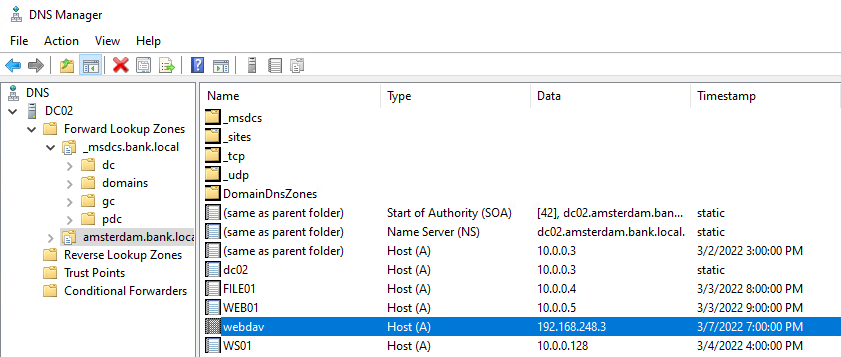 DNS Manager
File Action View Help
DNS
DC02
Forward Lookup Zones
_msdcs.bank.local
dc
domains
gc
pdc
amsterdam.bank.loca
Reverse Lookup Zones
Trust Points
Conditional Forwarders
Name Type Data Timestamp
_msdcs
_sites
_tcp
_udp
DomainDnsZones
(same as parent folder) Start of Authority (SOA) [42], dc02.amsterdam.ban... static
(same as parent folder) Name Server (NS) dc02.amsterdam.bank.local. static
(same as parent folder) Host (A) 10.0.0.3 3/2/2022 3:00:00 PM
dc02 Host (A) 10.0.0.3 static
FILE01 Host (A) 10.0.0.4 3/3/2022 8:00:00 PM
WEB01 Host (A) 10.0.0.5 3/3/2022 9:00:00 PM
webdav Host (A) 192.168.248.3 3/7/2022 7:00:00 PM
WS01 Host (A) 10.0.0.128 3/4/2022 4:00:00 PM